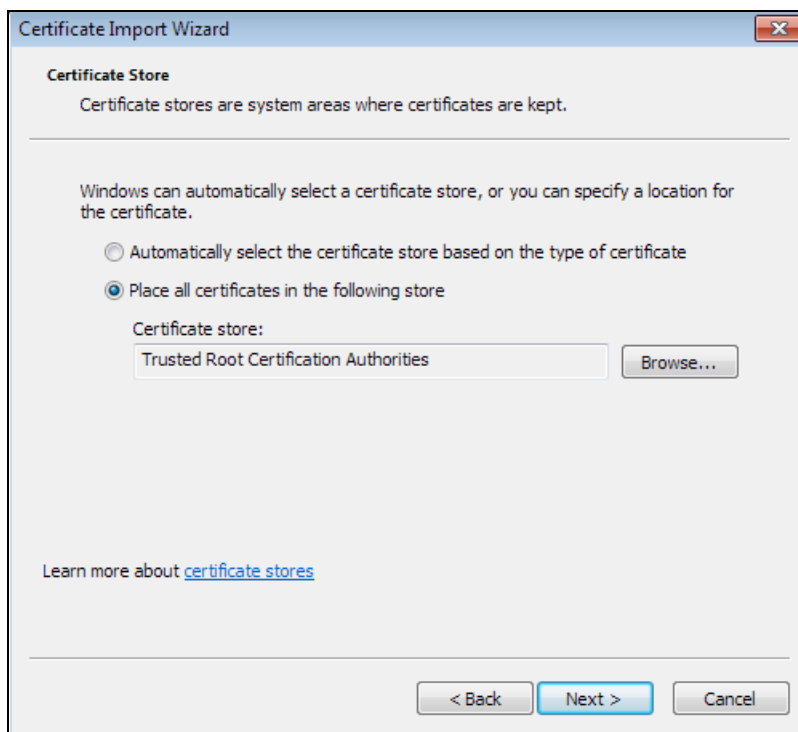 Certificate Import Wizard
Certificate Store
Certificate stores are system areas where certificates are kept.
Windows can automatically select a certificate store, or you can specify a location for
the certificate.
Automatically select the certificate store based on the type of certificate
Place all certificates in the following store
Certificate store:
Trusted Root Certification Authorities
Browse...
Learn more about certificate stores
< Back
Next >
Cancel